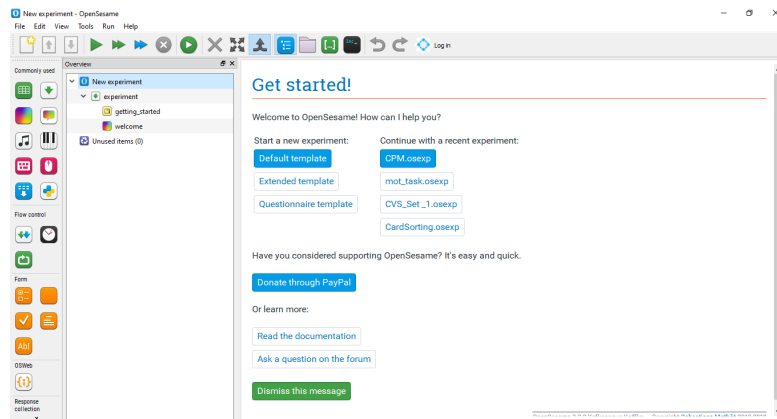 New experiment - OpenSesame
File Edit View Tools Run Help
Log in
Commonly used
Overview
New experiment
experiment
getting_started
welcome
Unused items (0)
Flow control
Form
Abi
OSWeb
Response
collection
Get started!
Welcome to OpenSesame! How can I help you?
Start a new experiment: Continue with a recent experiment:
Default template CPM.osexp
Extended template mot_task.osexp
Questionnaire template CVS_Set _1.osexp
CardSorting.osexp
Have you considered supporting OpenSesame? It's easy and quick.
Donate through PayPal
Or learn more:
Read the documentation
Ask a question on the forum
Dismiss this message